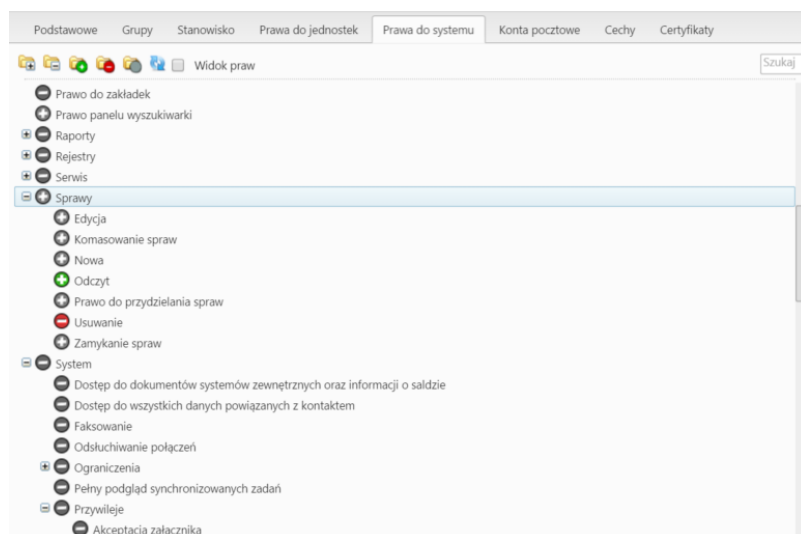 Podstawowe Grupy Stanowisko Prawa do jednostek Prawa do systemu Konta pocztowe Cechy Certyfikaty
Widok praw Szukaj
Prawo do zakładek
Prawo panelu wyszukiwarki
Raporty
Rejestry
Serwis
Sprawy
Edycja
Komasowanie spraw
Nowa
Odczyt
Prawo do przydzielania spraw
Usuwanie
Zamykanie spraw
System
Dostęp do dokumentów systemów zewnętrznych oraz informacji o saldzie
Dostęp do wszystkich danych powiązanych z kontaktem
Faksowanie
Odsłuchiwanie połączeń
Ograniczenia
Pełny podgląd synchronizowanych zadań
Przywileje
Akceptacja załącznika